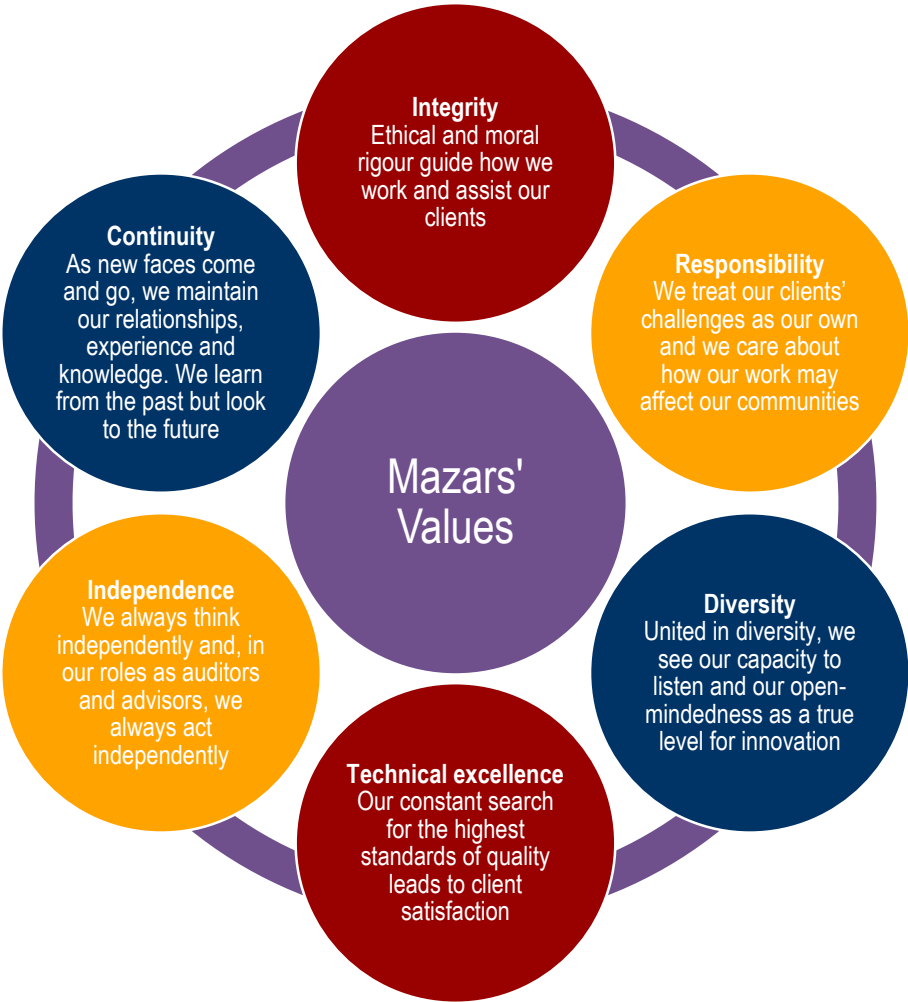 Integrity
Ethical and moral
rigour guide how we
work and assist our
clients
Responsibility
We treat our clients’
challenges as our own
and we care about
how our work may
affect our communities
Diversity
United in diversity, we
see our capacity to
listen and our open-
mindedness as a true
level for innovation
Technical excellence
Our constant search
for the highest
standards of quality
leads to client
satisfaction
Independence
We always think
independently and, in
our roles as auditors
and advisors, we
always act
independently
Continuity
As new faces come
and go, we maintain
our relationships,
experience and
knowledge. We learn
from the past but look
to the future
Mazars'
Values